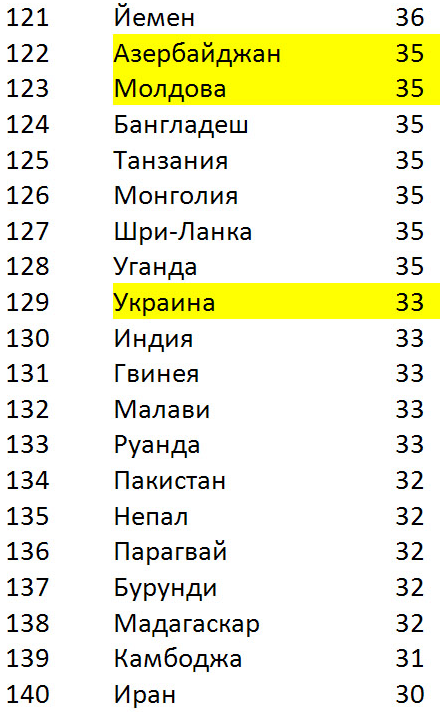 121 Йемен 36
122 Азербайджан 35
123 Молдова 35
124 Бангладеш 35
125 Танзания 35
126 Монголия 35
127 Шри-Ланка 35
128 Уганда 35
129 Украина 33
130 Индия 33
131 Гвинея 33
132 Малави 33
133 Руанда 33
134 Пакистан 32
135 Непал 32
136 Парагвай 32
137 Бурунди 32
138 Мадагаскар 32
139 Камбоджа 31
140 Иран 30